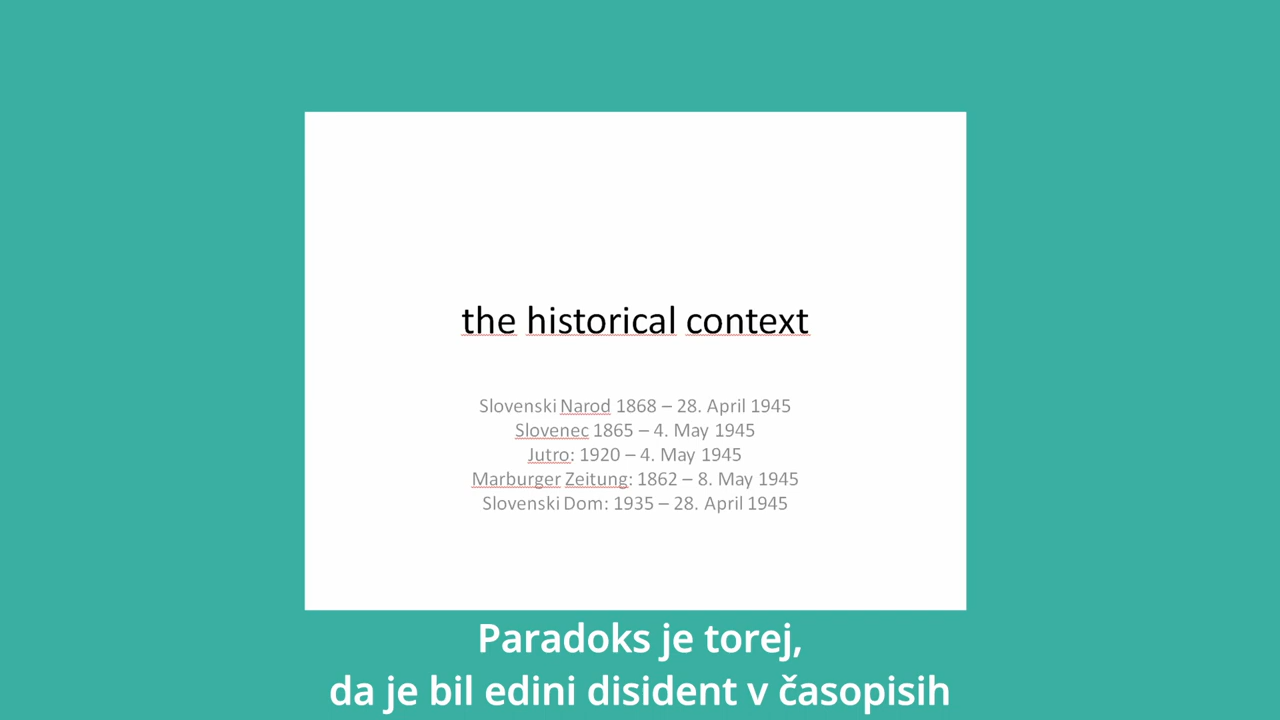 the historical context
Slovenski Narod 1868 – 28. April 1945
Slovenec 1865 – 4. May 1945
Jutro: 1920 – 4. May 1945
Marburger Zeitung: 1862 – 8. May 1945
Slovenski Dom: 1935 – 28. April 1945
Paradoks je torej,
da je bil edini disident v časopisih